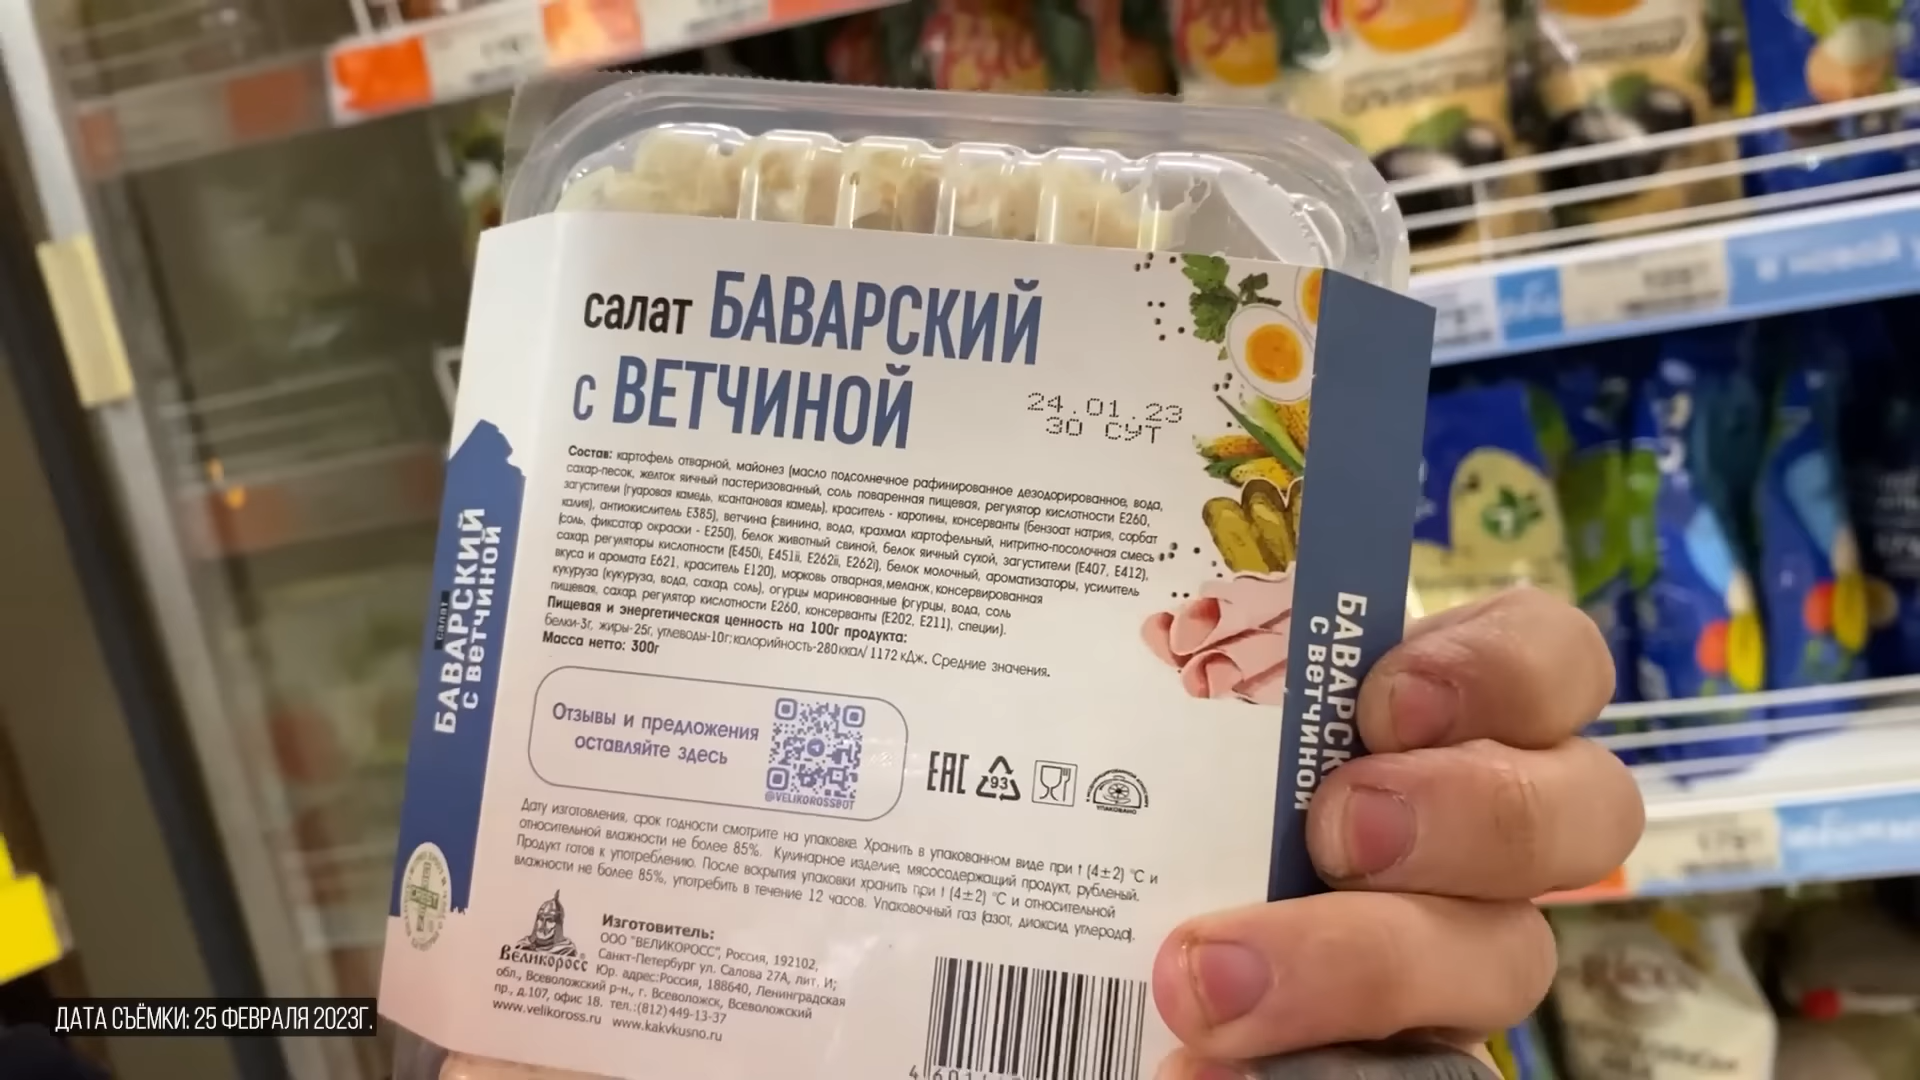 салат БАВАРСКИЙ
с ВЕТЧИНОЙ
24.01.23
30 СУТ
Состав: картофель отварной, майонез (масло подсолнечное рафинированное дезодорированное, вода,
сахар-песок, желток яичный пастеризованный, соль поваренная пищевая, регулятор кислотности Е260,
загустители (гуаровая камедь, ксантановая камедь), краситель - каротины, консерванты (бензоат натрия, сорбат
калия), антиокислитель Е385), ветчина (свинина, вода, крахмал картофельный, нитритно-посолочная смесь
(соль, фиксатор окраски - Е250), белок животный свиной, белок яичный сухой, загустители (Е407, Е412),
сахар, регуляторы кислотности (Е450i, Е451ii, Е262ii, Е262i), белок молочный, ароматизаторы, усилитель
вкуса и аромата Е621, краситель Е120), морковь отварная, меланж, консервированная
кукуруза (кукуруза, вода, сахар, соль), огурцы маринованные (огурцы, вода, соль
пищевая, сахар, регулятор кислотности Е260, консерванты (Е202, Е211), специи).
Пищевая и энергетическая ценность на 100г продукта:
белки-3г, жиры-25г, углеводы-10г; калорийность-280ккал/ 1172 кДж. Средние значения.
Масса нетто: 300г
Отзывы и предложения
оставляйте здесь
@VELIKOROSSBOT
ЕАС
93
УПАКОВАНО
Дату изготовления, срок годности смотрите на упаковке. Хранить в упакованном виде при t (4±2) °С и
относительной влажности не более 85%. Кулинарное изделие, мясосодержащий продукт, рубленый.
Продукт готов к употреблению. После вскрытия упаковки хранить при t (4±2) °С и относительной
влажности не более 85%, употребить в течение 12 часов. Упаковочный газ (азот, диоксид углерода).
Великоросс
Изготовитель:
ООО "ВЕЛИКОРОСС", Россия, 192102,
Санкт-Петербург ул. Салова 27А, лит. И;
Юр. адрес:Россия, 188640, Ленинградская
обл., Всеволожский р-н., г. Всеволожск, Всеволожский
пр., д.107, офис 18. тел.:(812)449-13-37
www.velikoross.ru www.kakvkusno.ru
салат
БАВАРСКИЙ
с ветчиной
БАВАРСК
с ветчиной
ДАТА СЪЁМКИ: 25 ФЕВРАЛЯ 2023Г.